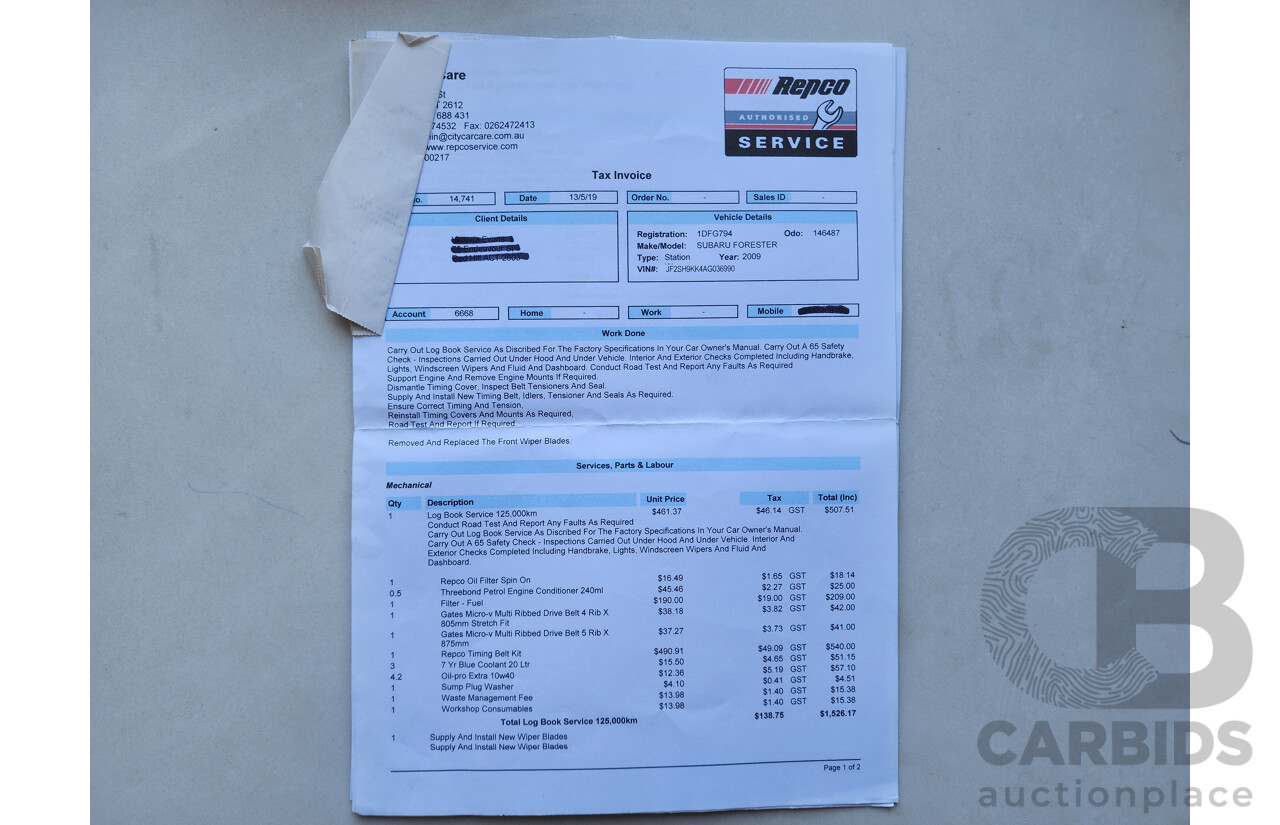 St
2612
688 431
74532 Fax: 0262472413
in@citycarcare.com.au
www.repcoservice.com
00217
Repco
AUTHORISED
SERVICE
Tax Invoice
14,741 Date 13/5/19 Order No. - Sales ID -
Client Details
Vehicle Details
Registration: 1DFG794 Odo: 146487
Make/Model: SUBARU FORESTER
Type: Station Year: 2009
VIN#: JF2SH9KK4AG036990
Account 6668 Home - Work - Mobile
Work Done
Carry Out Log Book Service As Discribed For The Factory Specifications In Your Car Owner's Manual. Carry Out A 65 Safety
Check - Inspections Carried Out Under Hood And Under Vehicle. Interior And Exterior Checks Completed Including Handbrake,
Lights, Windscreen Wipers And Fluid And Dashboard. Conduct Road Test And Report Any Faults As Required
Support Engine And Remove Engine Mounts If Required.
Dismantle Timing Cover, Inspect Belt Tensioners And Seal.
Supply And Install New Timing Belt, Idlers, Tensioner And Seals As Required.
Ensure Correct Timing And Tension,
Reinstall Timing Covers And Mounts As Required,
Road Test And Report If Required
Removed And Replaced The Front Wiper Blades.
Services, Parts & Labour
Mechanical
Qty Description Unit Price Tax Total (Inc)
1 Log Book Service 125,000km $461.37 $46.14 GST $507.51
Conduct Road Test And Report Any Faults As Required
Carry Out Log Book Service As Discribed For The Factory Specifications In Your Car Owner's Manual.
Carry Out A 65 Safety Check - Inspections Carried Out Under Hood And Under Vehicle. Interior And
Exterior Checks Completed Including Handbrake, Lights, Windscreen Wipers And Fluid And
Dashboard.
1 Repco Oil Filter Spin On $16.49 $1.65 GST $18.14
0.5 Threebond Petrol Engine Conditioner 240ml $45.46 $2.27 GST $25.00
1 Filter - Fuel $190.00 $19.00 GST $209.00
1 Gates Micro-v Multi Ribbed Drive Belt 4 Rib X $38.18 $3.82 GST $42.00
805mm Stretch Fit
1 Gates Micro-v Multi Ribbed Drive Belt 5 Rib X $37.27 $3.73 GST $41.00
875mm
1 Repco Timing Belt Kit $490.91 $49.09 GST $540.00
3 7 Yr Blue Coolant 20 Ltr $15.50 $4.65 GST $51.15
4.2 Oil-pro Extra 10w40 $12.36 $5.19 GST $57.10
1 Sump Plug Washer $4.10 $0.41 GST $4.51
1 Waste Management Fee $13.98 $1.40 GST $15.38
1 Workshop Consumables $13.98 $1.40 GST $15.38
Total Log Book Service 125,000km $138.75 $1,526.17
1 Supply And Install New Wiper Blades
Supply And Install New Wiper Blades
Page 1 of 2
CB
CARBIDS
auctionplace